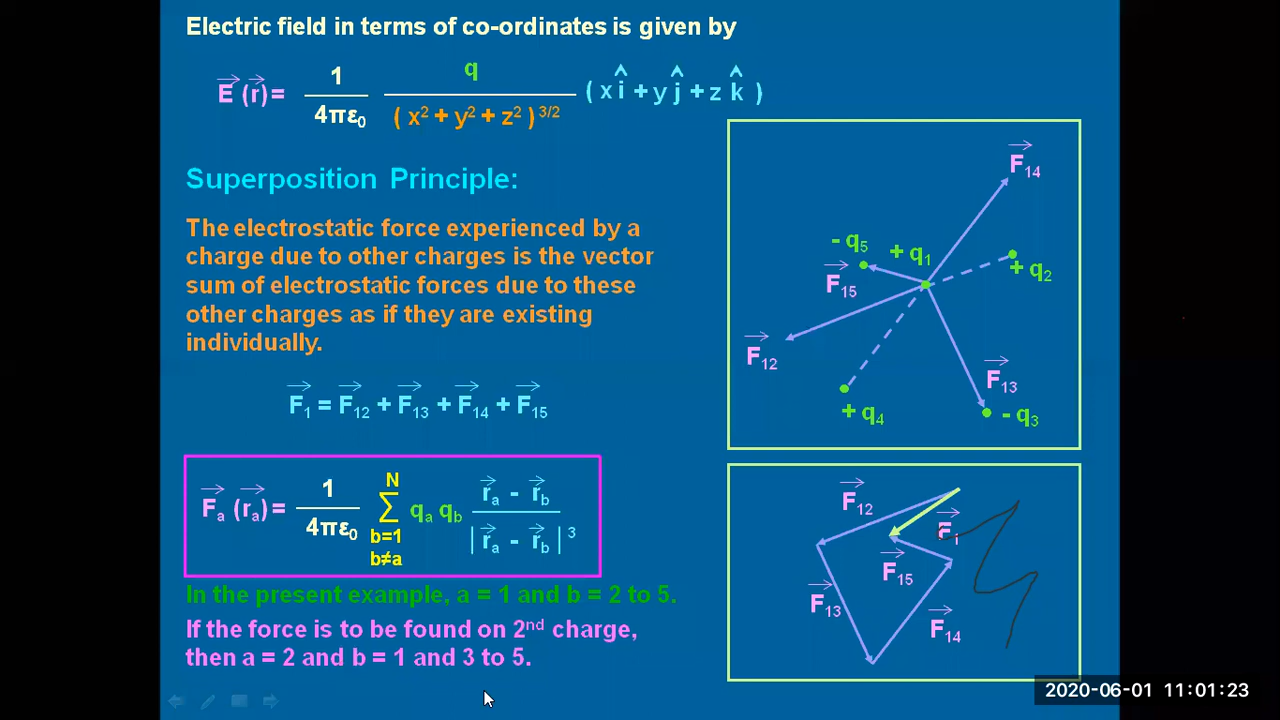 Electric field in terms of co-ordinates is given by
E (r) = 1 / 4πε0 q / ( x² + y² + z² )^3/2 ( x î + y ĵ + z k̂ )
Superposition Principle:
The electrostatic force experienced by a
charge due to other charges is the vector
sum of electrostatic forces due to these
other charges as if they are existing
individually.
F1 = F12 + F13 + F14 + F15
Fa (ra) = 1 / 4πε0 N ∑ b=1 b≠a qa qb ra - rb / | ra - rb |³
In the present example, a = 1 and b = 2 to 5.
If the force is to be found on 2nd charge,
then a = 2 and b = 1 and 3 to 5.
F14
- q5
+ q1
+ q2
F15
F12
F13
+ q4
- q3
F12
F1
F15
F13
F14
2020-06-01 11:01:23